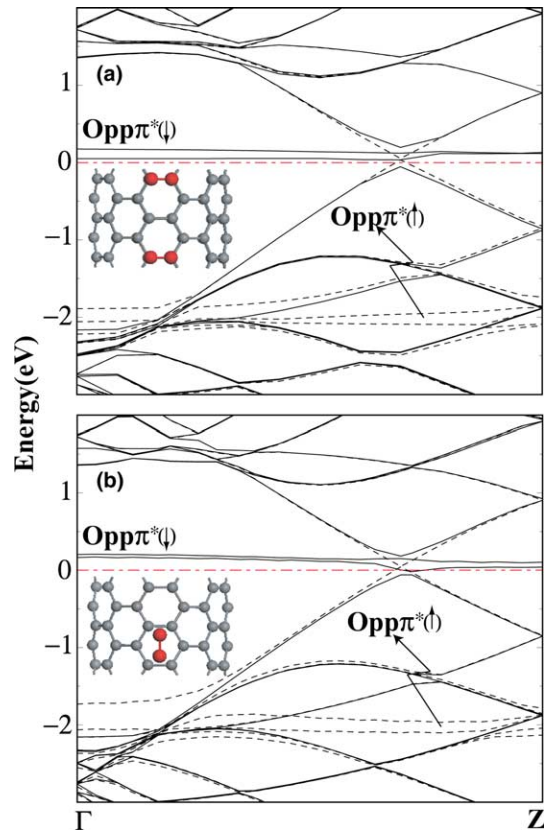 (a)
1
Oppπ*(↓)
0
Oppπ*(↑)
−1
−2
Energy(eV)
(b)
1
Oppπ*(↓)
0
Oppπ*(↑)
−1
−2
Γ Z